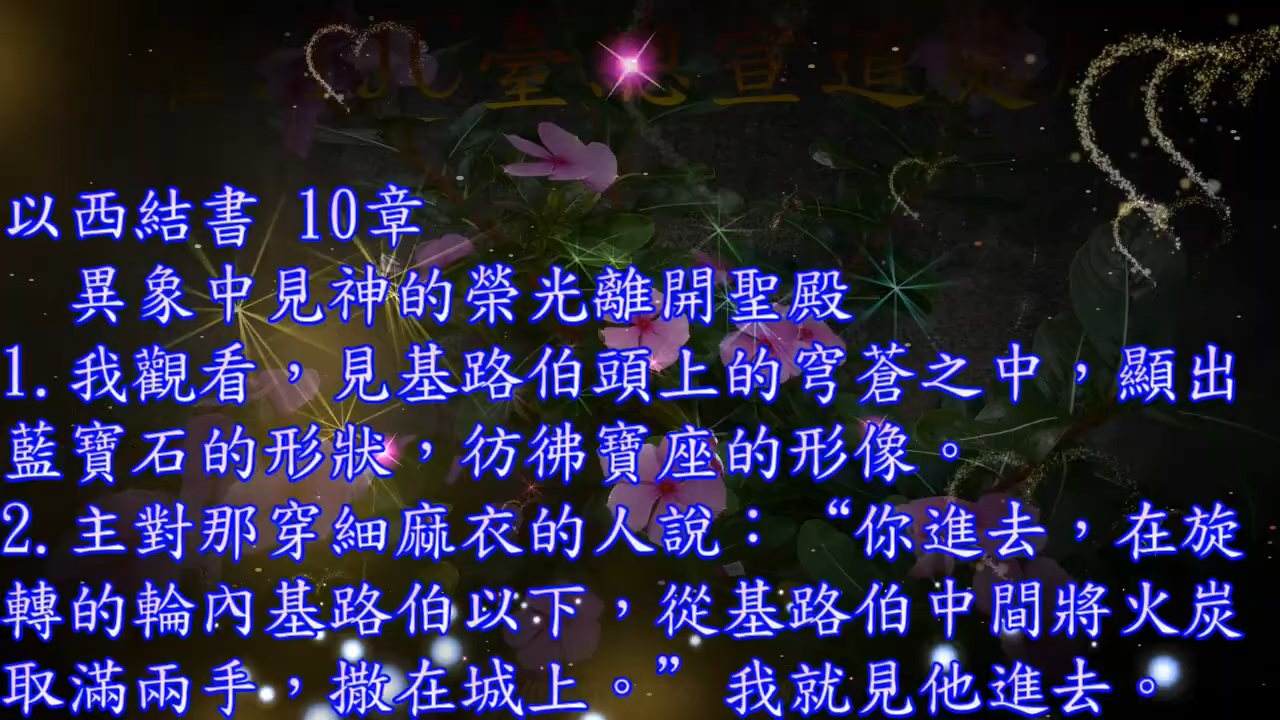 臺 宣道
以西結書 10章
異象中見神的榮光離開聖殿
1.我觀看，見基路伯頭上的穹蒼之中，顯出
藍寶石的形狀，彷彿寶座的形像。
2.主對那穿細麻衣的人說：“你進去，在旋
轉的輪內基路伯以下，從基路伯中間將火炭
取滿兩手，撒在城上。”我就見他進去。